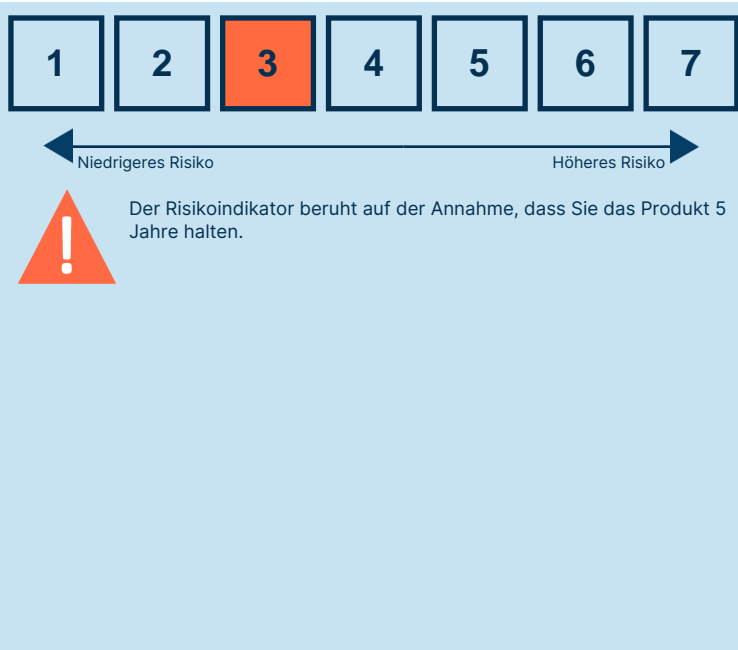 1 2 3 4 5 6 7
Niedrigeres Risiko Höheres Risiko
Der Risikoindikator beruht auf der Annahme, dass Sie das Produkt 5
Jahre halten.